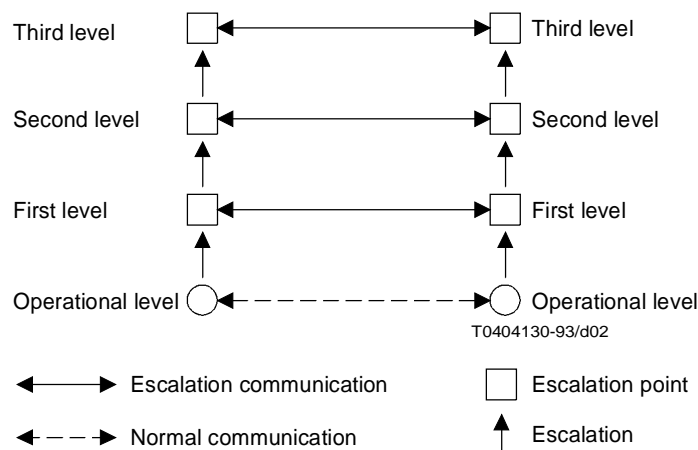 Third level
Third level
Second level
Second level
First level
First level
Operational level
Operational level
T0404130-93/d02
Escalation communication
Escalation point
Normal communication
Escalation